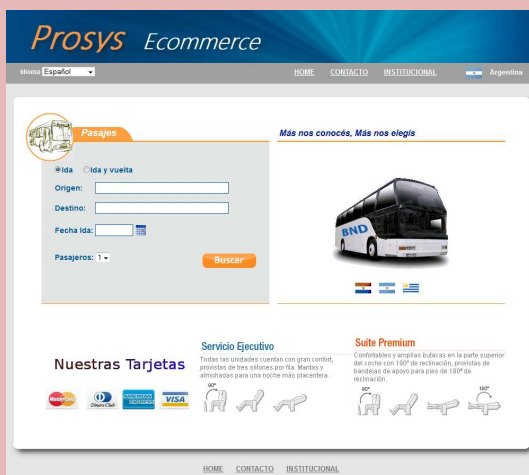 Prosys Ecommerce
Idioma Español
HOME CONTACTO INSTITUCIONAL Argentina
Pasajes
Más nos conocés, Más nos elegís
Ida Ida y vuelta
Origen:
Destino:
Fecha Ida:
Pasajeros: 1
Buscar
BND
Nuestras Tarjetas
MasterCard
Diners Club
AMERICAN EXPRESS
VISA
Servicio Ejecutivo
Todas las unidades cuentan con gran confort,
provistas de tres sillones por fila. Mantas y
almohadas para una noche más placentera.
90°
Suite Premium
Confortables y amplias butacas en la parte superior
del coche con 180º de reclinación, provistas de
bandejas de apoyo para pies de 180º de
reclinación.
90°
180°
HOME CONTACTO INSTITUCIONAL